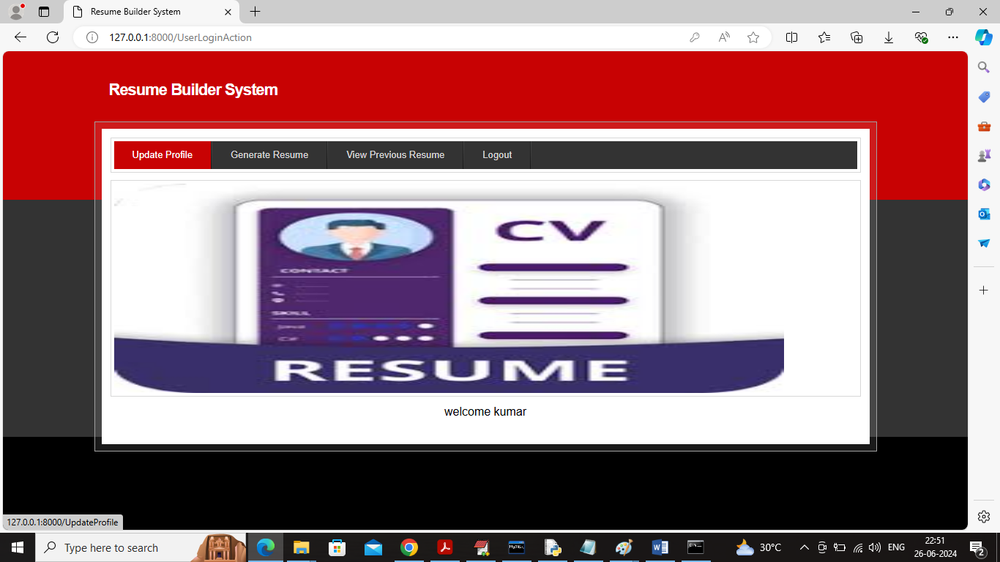 Resume Builder System
127.0.0.1:8000/UserLoginAction
Resume Builder System
Update Profile Generate Resume View Previous Resume Logout
CV
CONTACT
SKILL
RESUME
welcome kumar
127.0.0.1:8000/UpdateProfile
Type here to search
30°C
ENG
22:51
26-06-2024
2